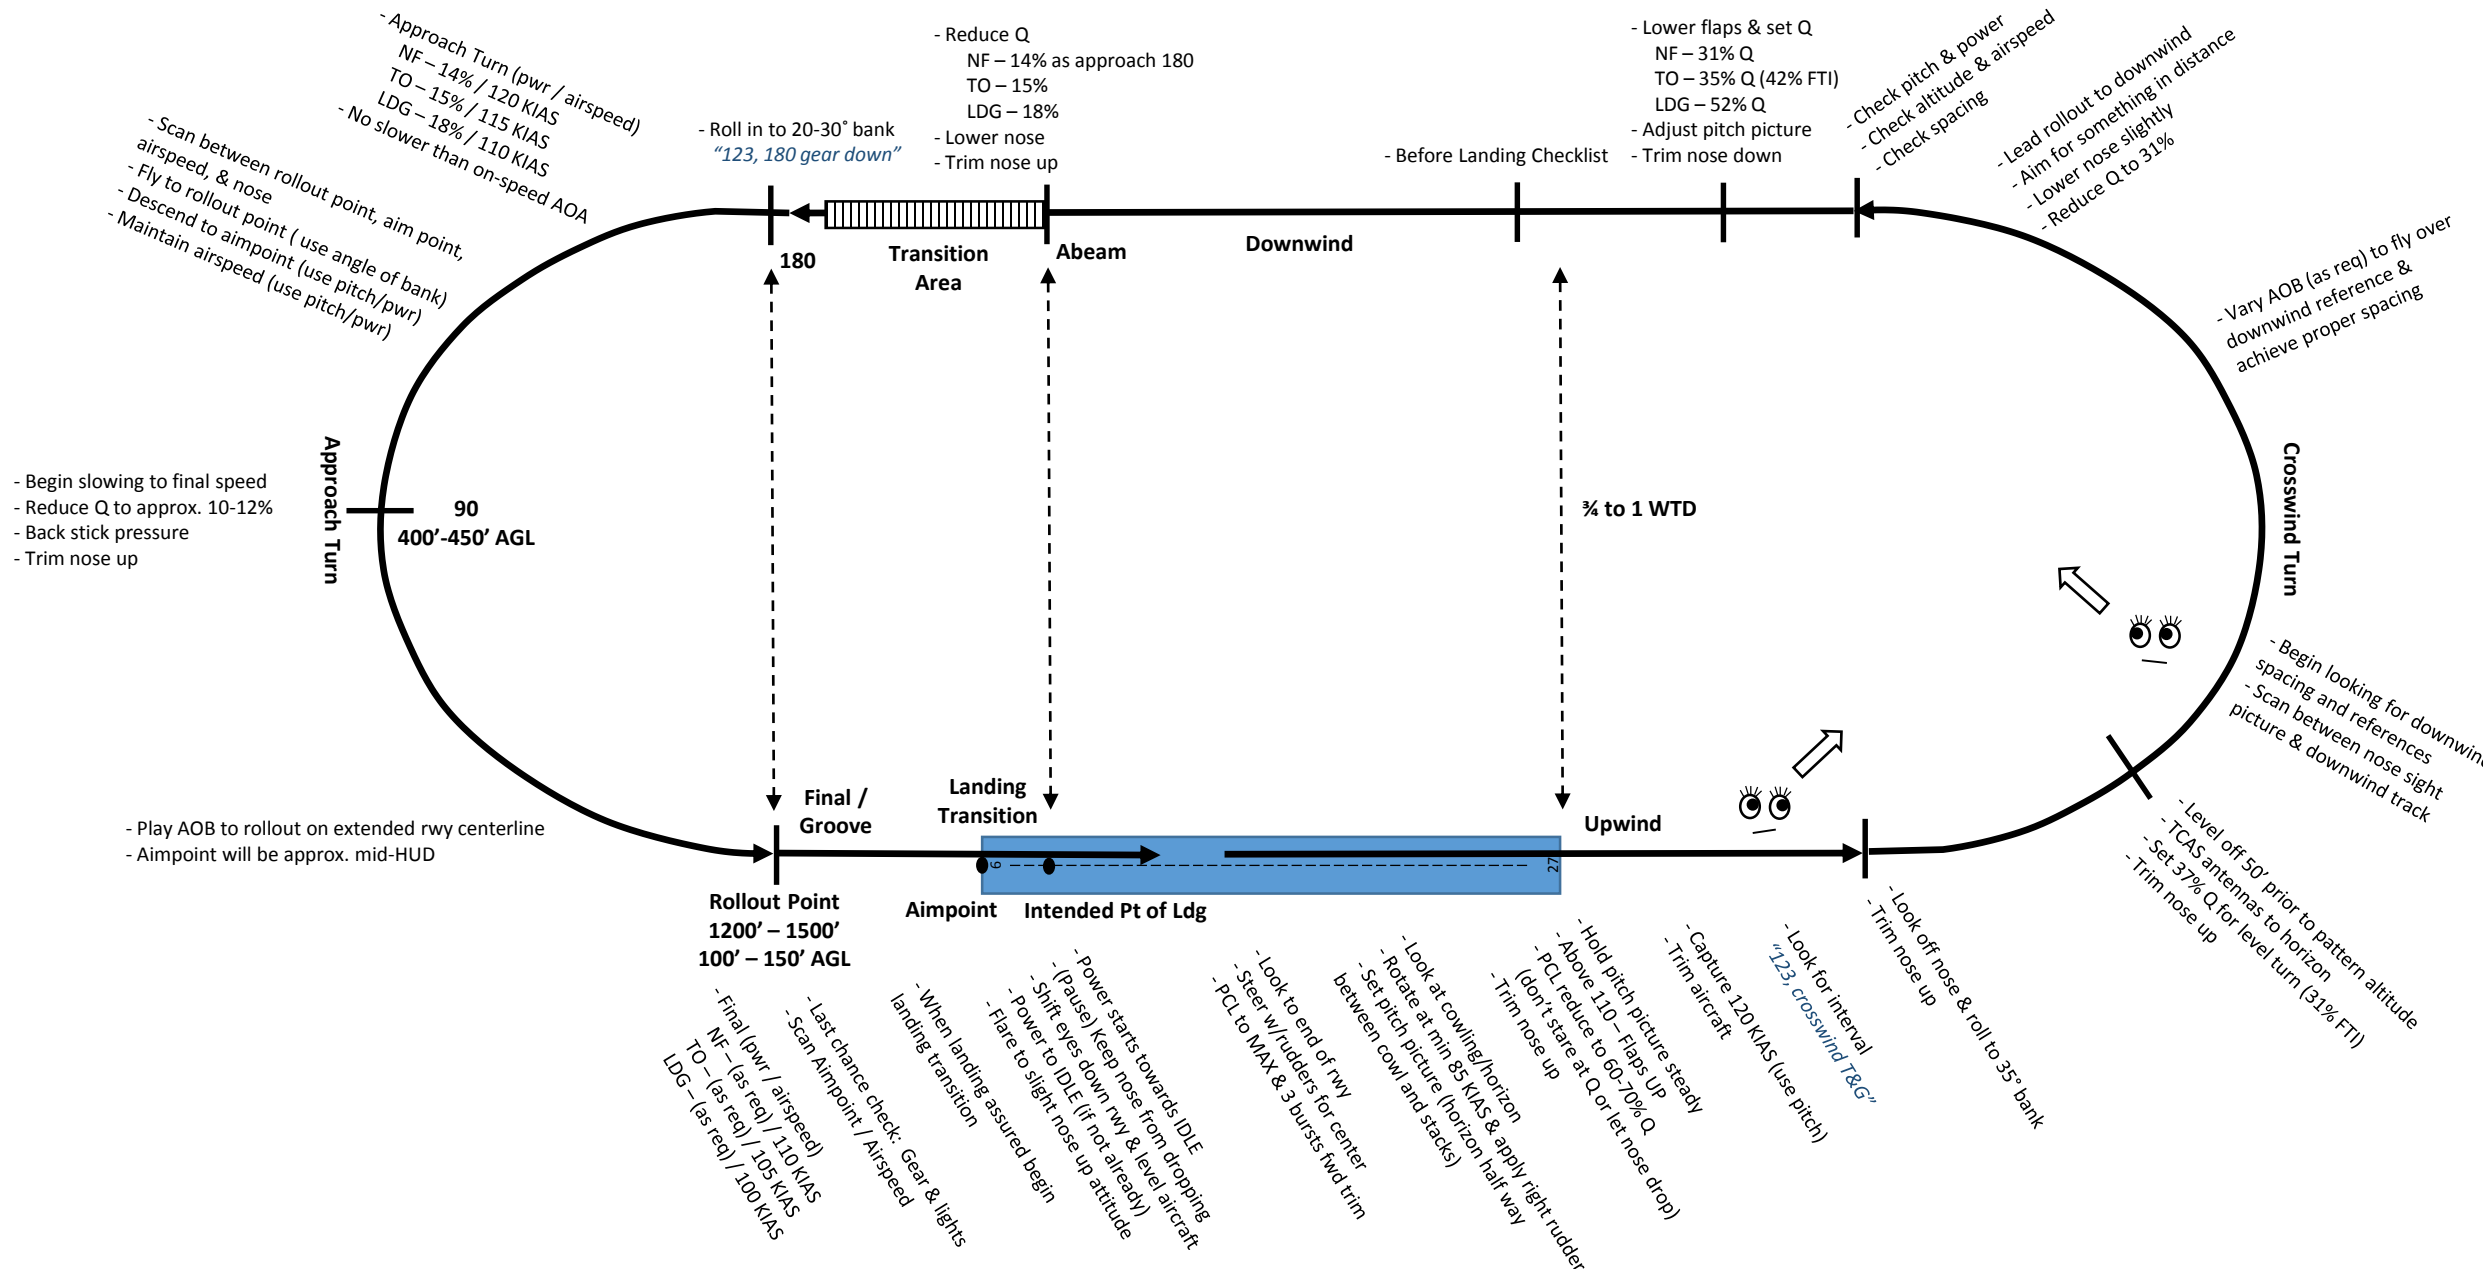 - Approach Turn (pwr / airspeed)
NF – 14% / 120 KIAS
TO – 15% / 115 KIAS
LDG – 18% / 110 KIAS
- No slower than on-speed AOA
- Scan between rollout point, aim point,
airspeed, & nose
- Fly to rollout point ( use angle of bank)
- Descend to aimpoint (use pitch/pwr)
- Maintain airspeed (use pitch/pwr)
- Roll in to 20-30˚ bank
“123, 180 gear down”
- Reduce Q
NF – 14% as approach 180
TO – 15%
LDG – 18%
- Lower nose
- Trim nose up
- Before Landing Checklist
- Lower flaps & set Q
NF – 31% Q
TO – 35% Q (42% FTI)
LDG – 52% Q
- Adjust pitch picture
- Trim nose down
- Check pitch & power
- Check altitude & airspeed
- Check spacing
- Lead rollout to downwind
- Aim for something in distance
- Lower nose slightly
- Reduce Q to 31%
- Vary AOB (as req) to fly over
downwind reference &
achieve proper spacing
180
Transition
Area
Abeam
Downwind
Approach Turn
- Begin slowing to final speed
- Reduce Q to approx. 10-12%
- Back stick pressure
- Trim nose up
90
400’-450’ AGL
¾ to 1 WTD
Crosswind Turn
- Begin looking for downwind
spacing and references
- Scan between nose sight
picture & downwind track
- Level off 50’ prior to pattern altitude
- TCAS antennas to horizon
- Set 37% Q for level turn (31% FTI)
- Trim nose up
- Play AOB to rollout on extended rwy centerline
- Aimpoint will be approx. mid-HUD
Final /
Groove
Landing
Transition
Upwind
9
27
Rollout Point
1200’ – 1500’
100’ – 150’ AGL
Aimpoint
Intended Pt of Ldg
- Final (pwr / airspeed)
NF – (as req) / 110 KIAS
TO – (as req) / 105 KIAS
LDG – (as req) / 100 KIAS
- Last chance check: Gear & lights
- Scan Aimpoint / Airspeed
- When landing assured begin
landing transition
- Power starts towards IDLE
- (Pause) Keep nose from dropping
- Shift eyes down rwy & level aircraft
- Power to IDLE (if not already)
- Flare to slight nose up attitude
- Look to end of rwy
- Steer w/rudders for center
- PCL to MAX & 3 bursts fwd trim
- Look at cowling/horizon
- Rotate at min 85 KIAS & apply right rudder
- Set pitch picture (horizon half way
between cowl and stacks)
- Hold pitch picture steady
- Above 110 – Flaps UP
- PCL reduce to 60-70% Q
(don’t stare at Q or let nose drop)
- Trim nose up
- Capture 120 KIAS (use pitch)
- Trim aircraft
- Look for interval
“123, crosswind T&G”
- Look off nose & roll to 35° bank
- Trim nose up